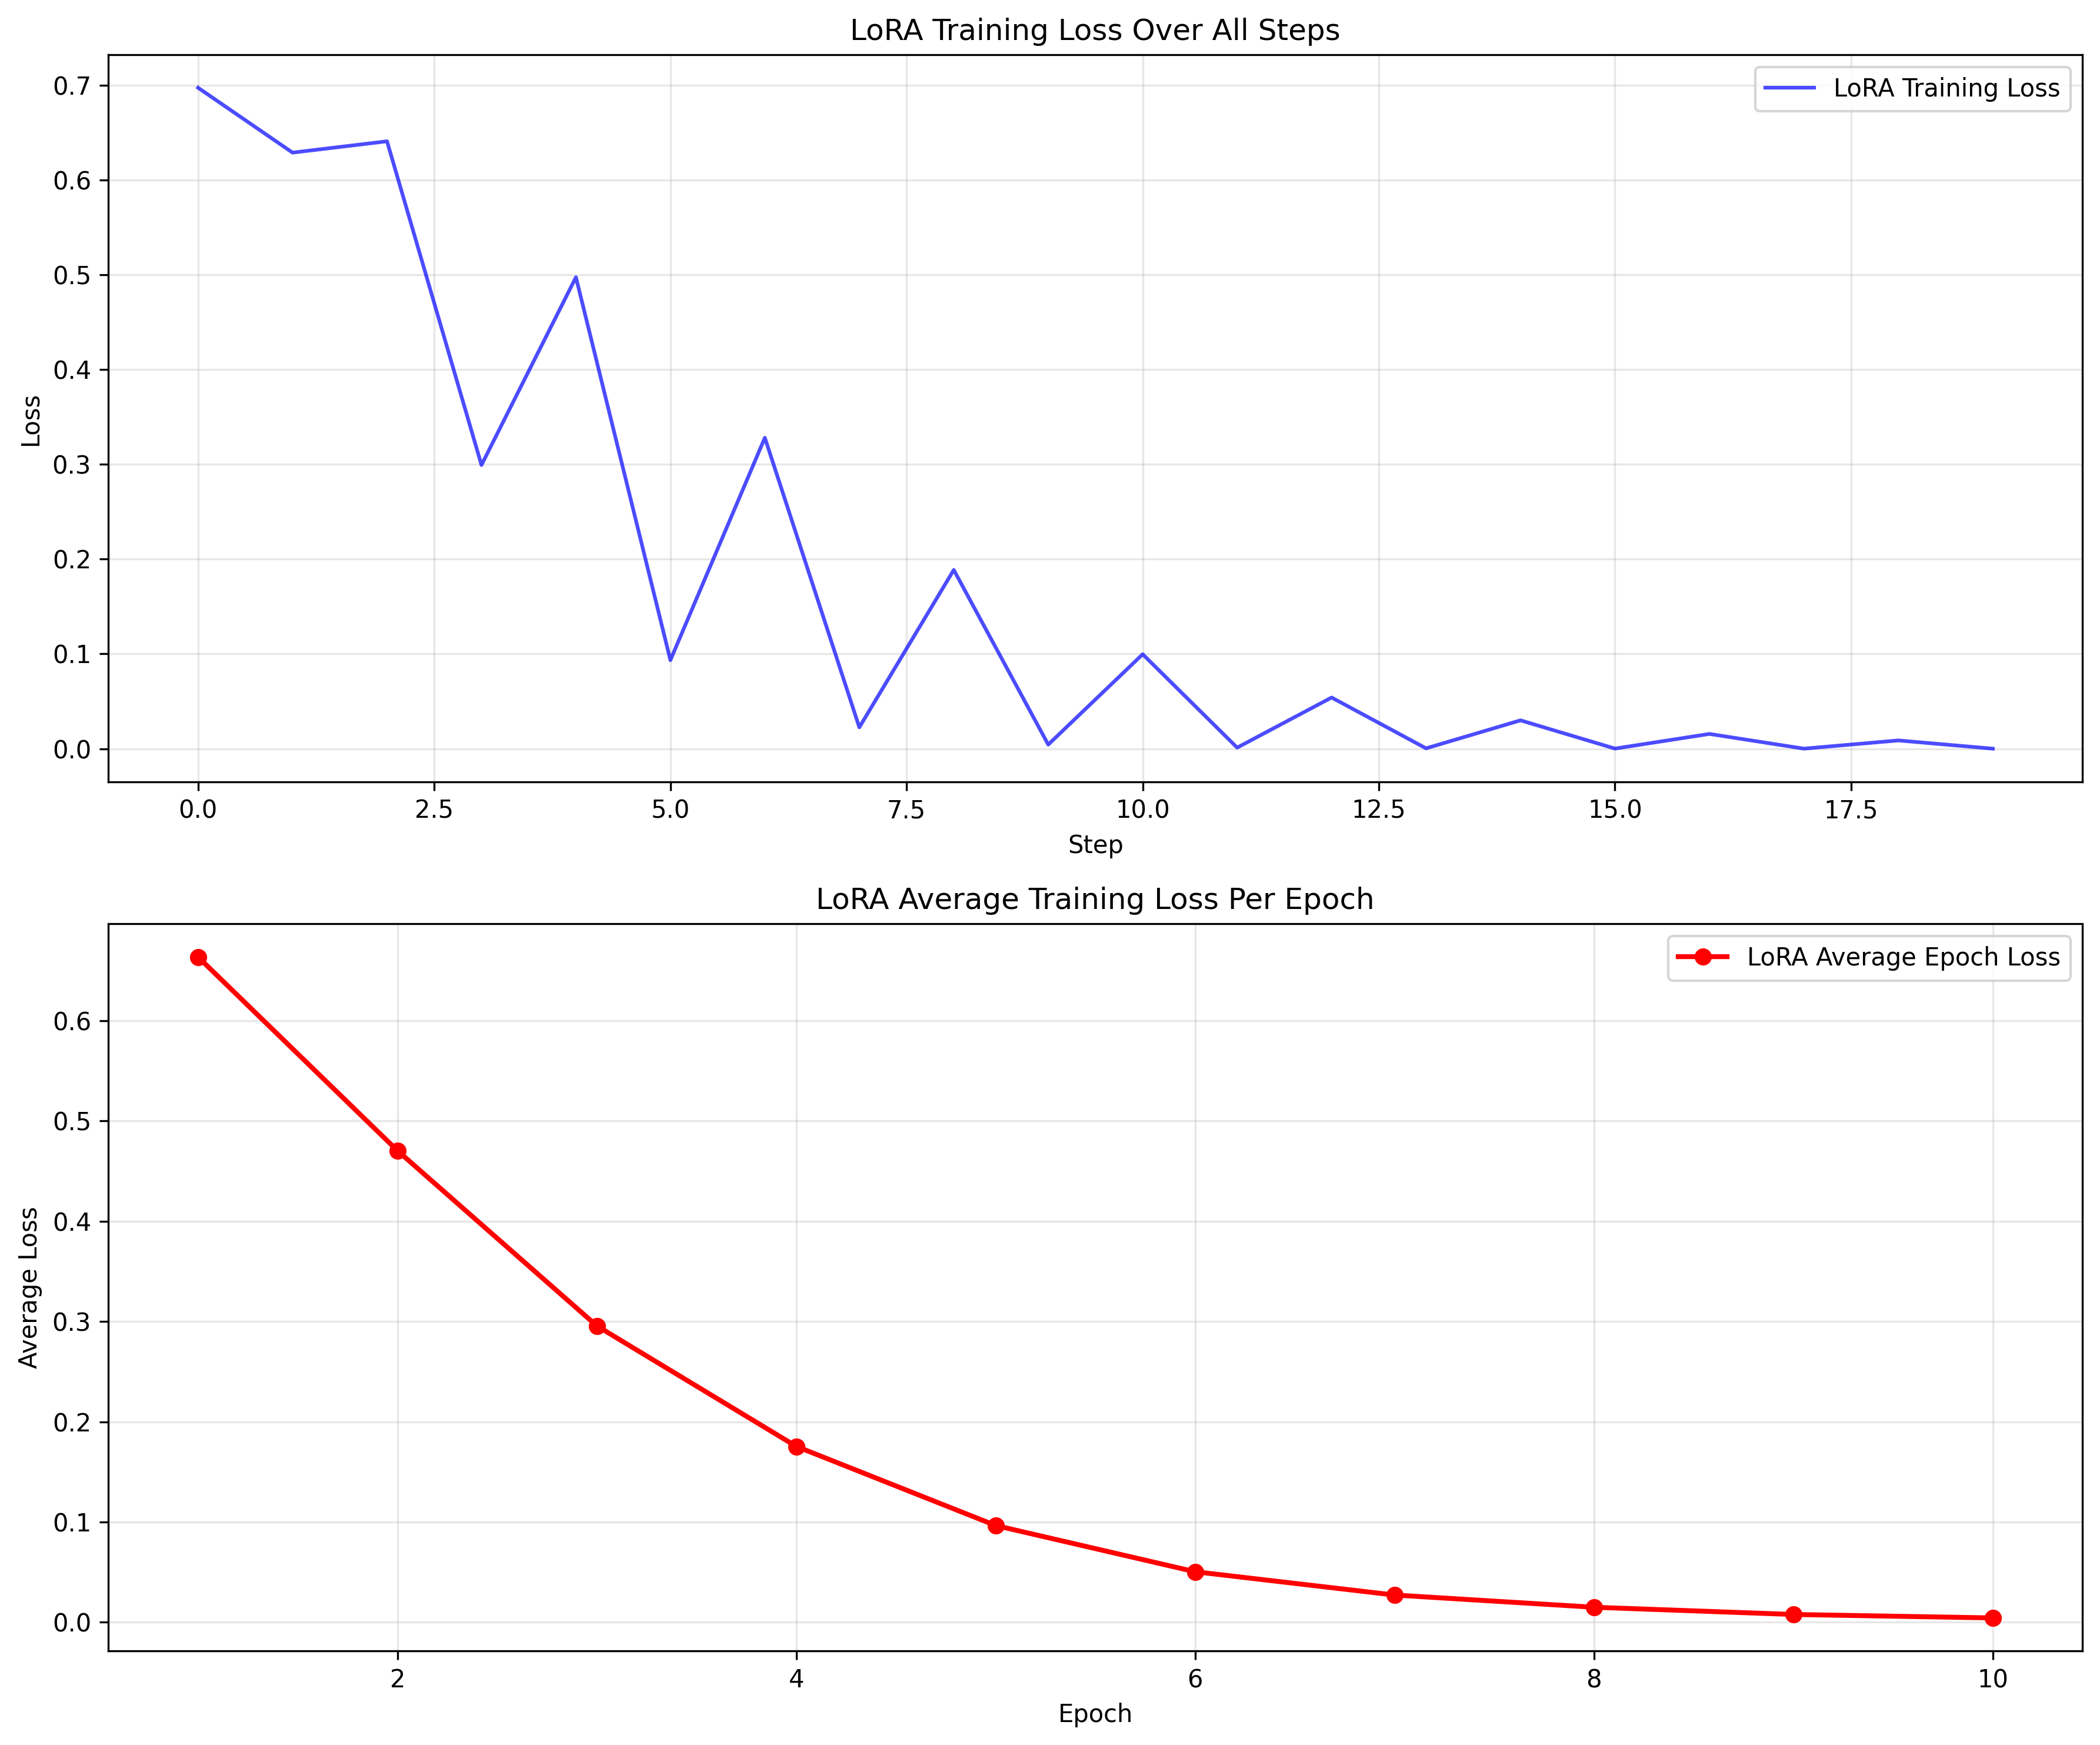 LoRA Training Loss Over All Steps
LoRA Training Loss
0.7
0.6
0.5
0.4
0.3
0.2
0.1
0.0
Loss
0.0 2.5 5.0 7.5 10.0 12.5 15.0 17.5
Step
LoRA Average Training Loss Per Epoch
LoRA Average Epoch Loss
0.6
0.5
0.4
0.3
0.2
0.1
0.0
Average Loss
2 4 6 8 10
Epoch